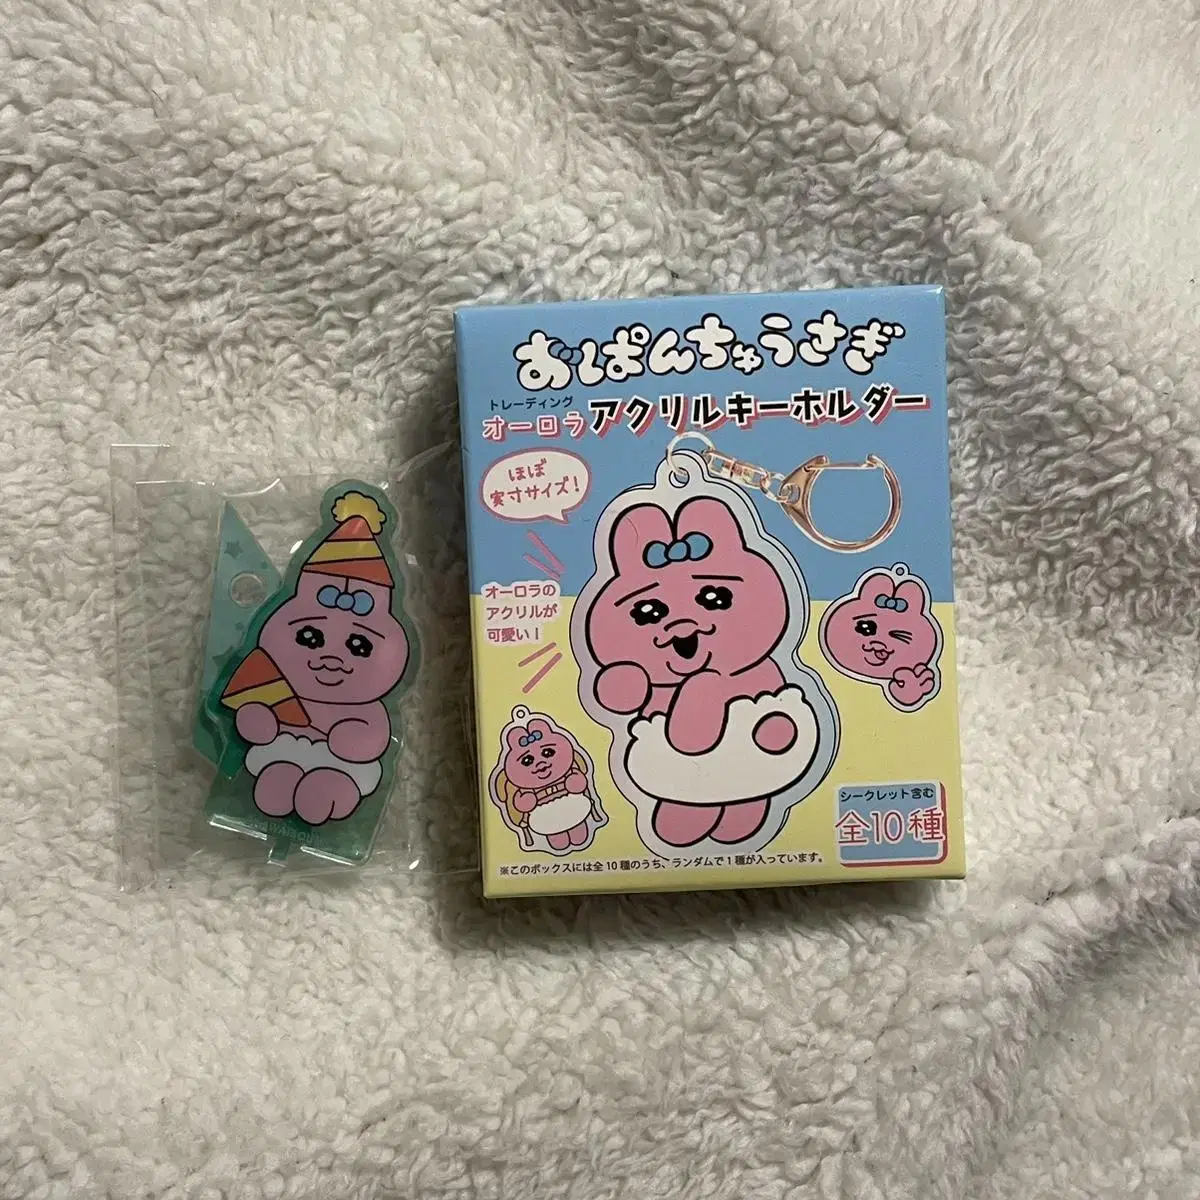 おぱんちゅうさぎ
トレーディング
オーロラアクリルキーホルダー
ほぼ
実寸サイズ!
オーロラの
アクリルが
可愛い!
シークレット含む
全10種
※このボックスには全10種のうち、ランダムで1種が入っています。